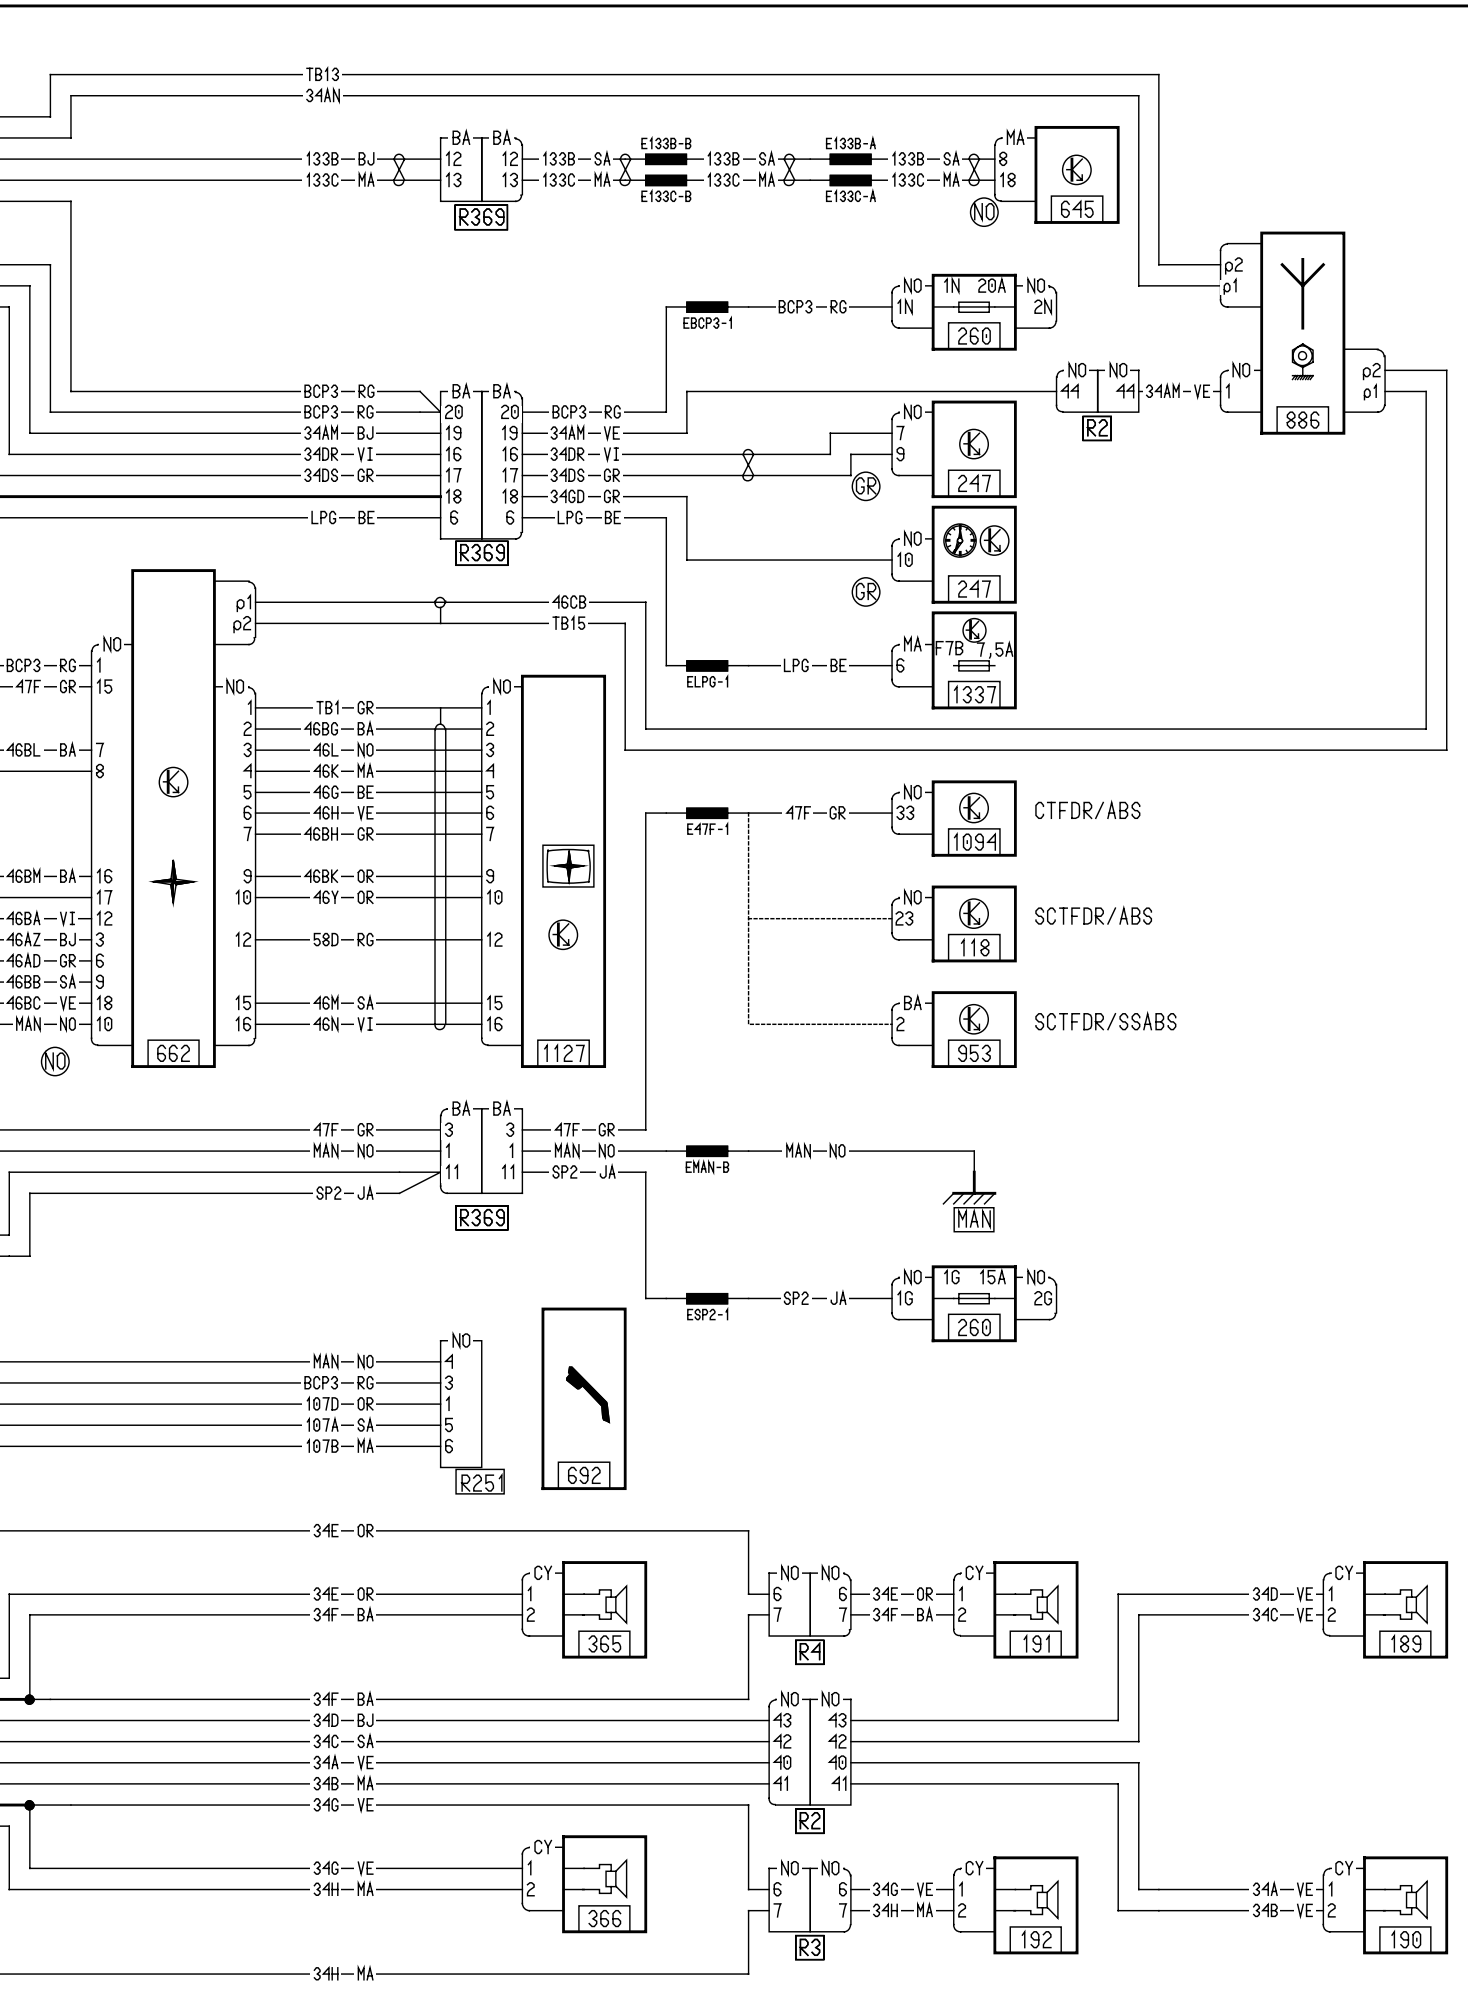 TB13
34AN
BA BA E133B-B E133B-A MA
133B BJ 12 12 133B SA 133B SA 133B SA 8
133C MA 13 13 133C MA 133C MA 133C MA 18
E133C-B E133C-A
R369 NO 645
p2
p1
NO 1N 20A NO
BCP3 RG 1N 2N
EBCP3-1
260
NO NO NO p2
BCP3 RG BA BA 44 44 34AM VE 1 p1
BCP3 RG 20 20 BCP3 RG NO
R2 886
34AM BJ 19 19 34AM VE 7
34DR VI 16 16 34DR VI 9
34DS GR 17 17 34DS GR GR 247
18 18 34GD GR
LPG BE 6 6 LPG BE
R369
NO
10
GR 247
p1 46CB
p2 TB15
NO MA F7B 7,5A
BCP3 RG 1 LPG BE 6
ELPG-1
47F GR 15 1337
NO NO
1 TB1 GR 1
2 46BG BA 2
46BL BA 7 3 46L NO 3
8 4 46K MA 4
5 46G BE 5
6 46H VE 6
7 46BH GR 7
NO
47F GR 33 CTFDR/ABS
E47F-1
1094
46BM BA 16 9 46BK OR 9
17 10 46Y OR 10
46BA VI 12
NO
23 SCTFDR/ABS
118
46AZ BJ 3 12 58D RG 12
46AD GR 6
46BB SA 9
46BC VE 18 15 46M SA 15
MAN NO 10 16 46N VI 16
NO 662 1127
BA
2 SCTFDR/SSABS
953
BA BA
47F GR 3 3 47F GR
MAN NO 1 1 MAN NO MAN NO
EMAN-B
11 11 SP2 JA
SP2 JA
R369 MAN
NO 1G 15A NO
SP2 JA 1G 2G
ESP2-1
260
NO
MAN NO 4
BCP3 RG 3
107D OR 1
107A SA 5
107B MA 6
R251 692
34E OR
CY NO NO CY CY
34E OR 1 6 6 34E OR 1 34D VE 1
34F BA 2 7 7 34F BA 2 34C VE 2
365 R4 191 189
34F BA NO NO
34D BJ 43 43
34C SA 42 42
34A VE 40 40
34B MA 41 41
34G VE
R2
CY NO NO CY CY
34G VE 1
34H MA 2 6 6 34G VE 1 34A VE 1
7 7 34H MA 2 34B VE 2
366 R3 192 190
34H MA